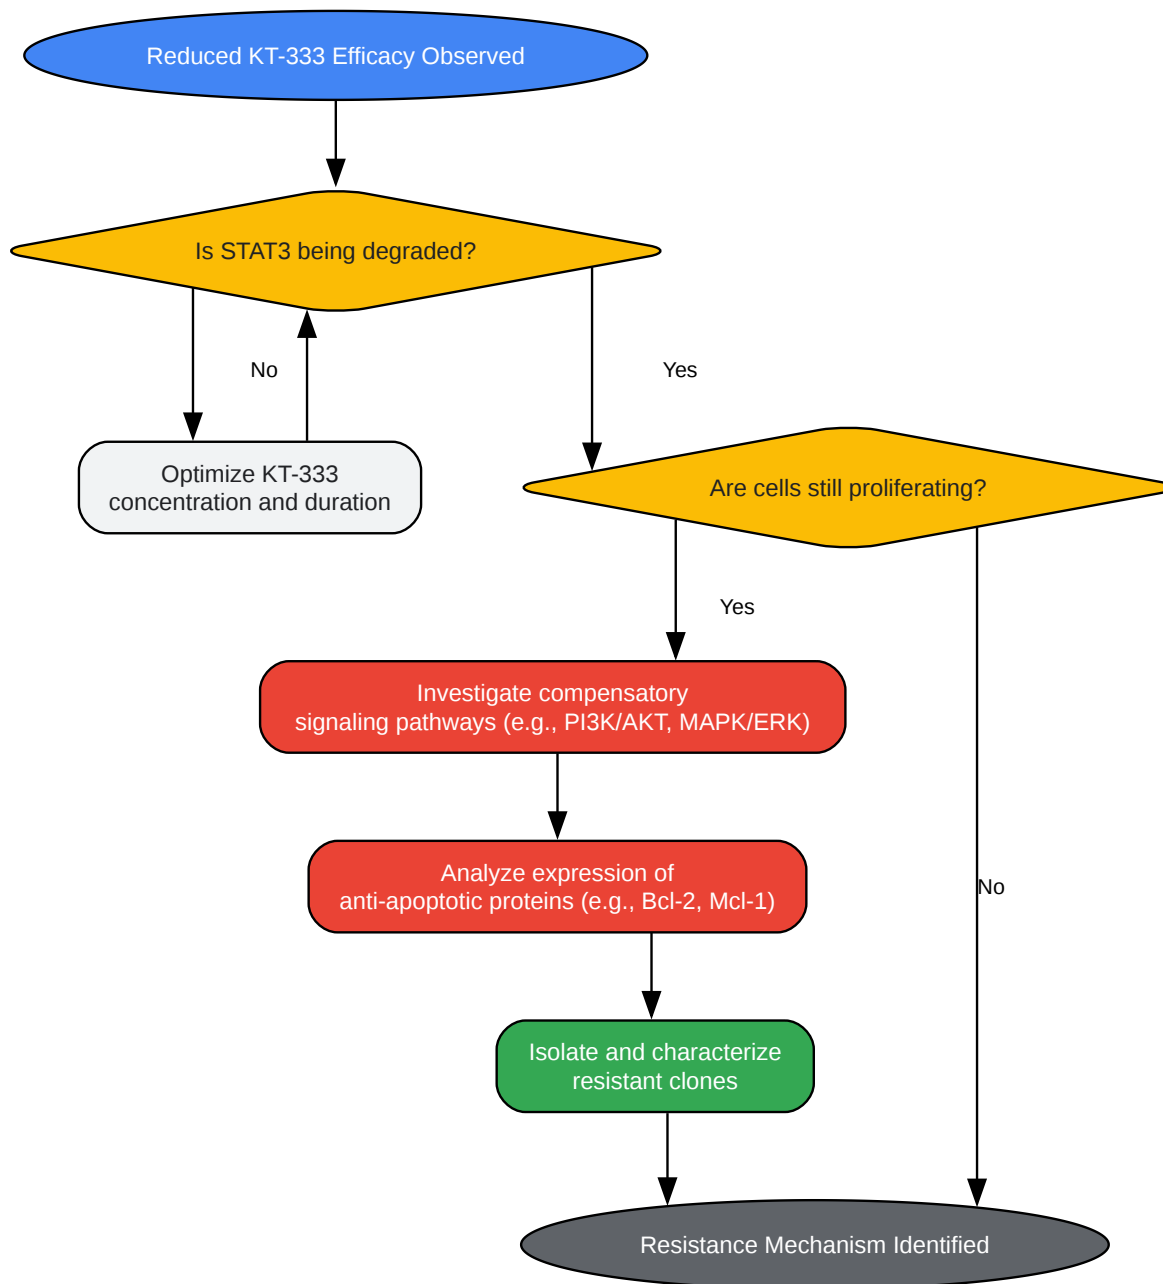 Reduced KT-333 Efficacy Observed
Is STAT3 being degraded?
No
Yes
Optimize KT-333
concentration and duration
Are cells still proliferating?
Yes
Investigate compensatory
signaling pathways (e.g., PI3K/AKT, MAPK/ERK)
Analyze expression of
anti-apoptotic proteins (e.g., Bcl-2, Mcl-1)
No
Isolate and characterize
resistant clones
Resistance Mechanism Identified